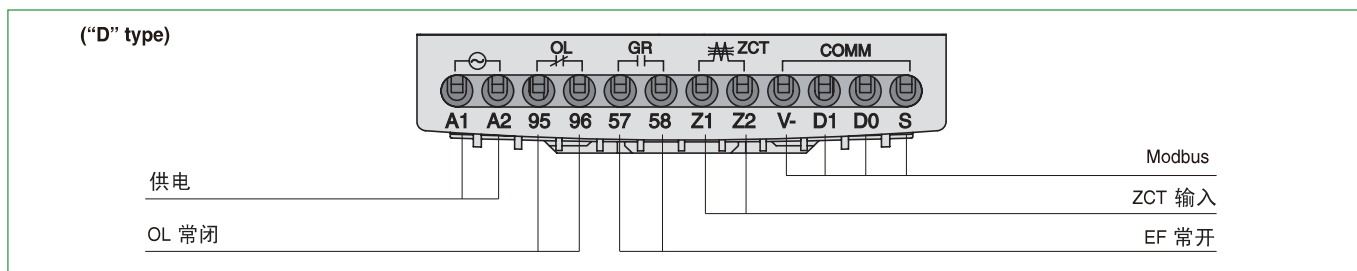 (“D” type)
OL GR ZCT COMM
A1 A2 95 96 57 58 Z1 Z2 V- D1 D0 S
Modbus
供电
ZCT 输入
OL 常闭
EF 常开